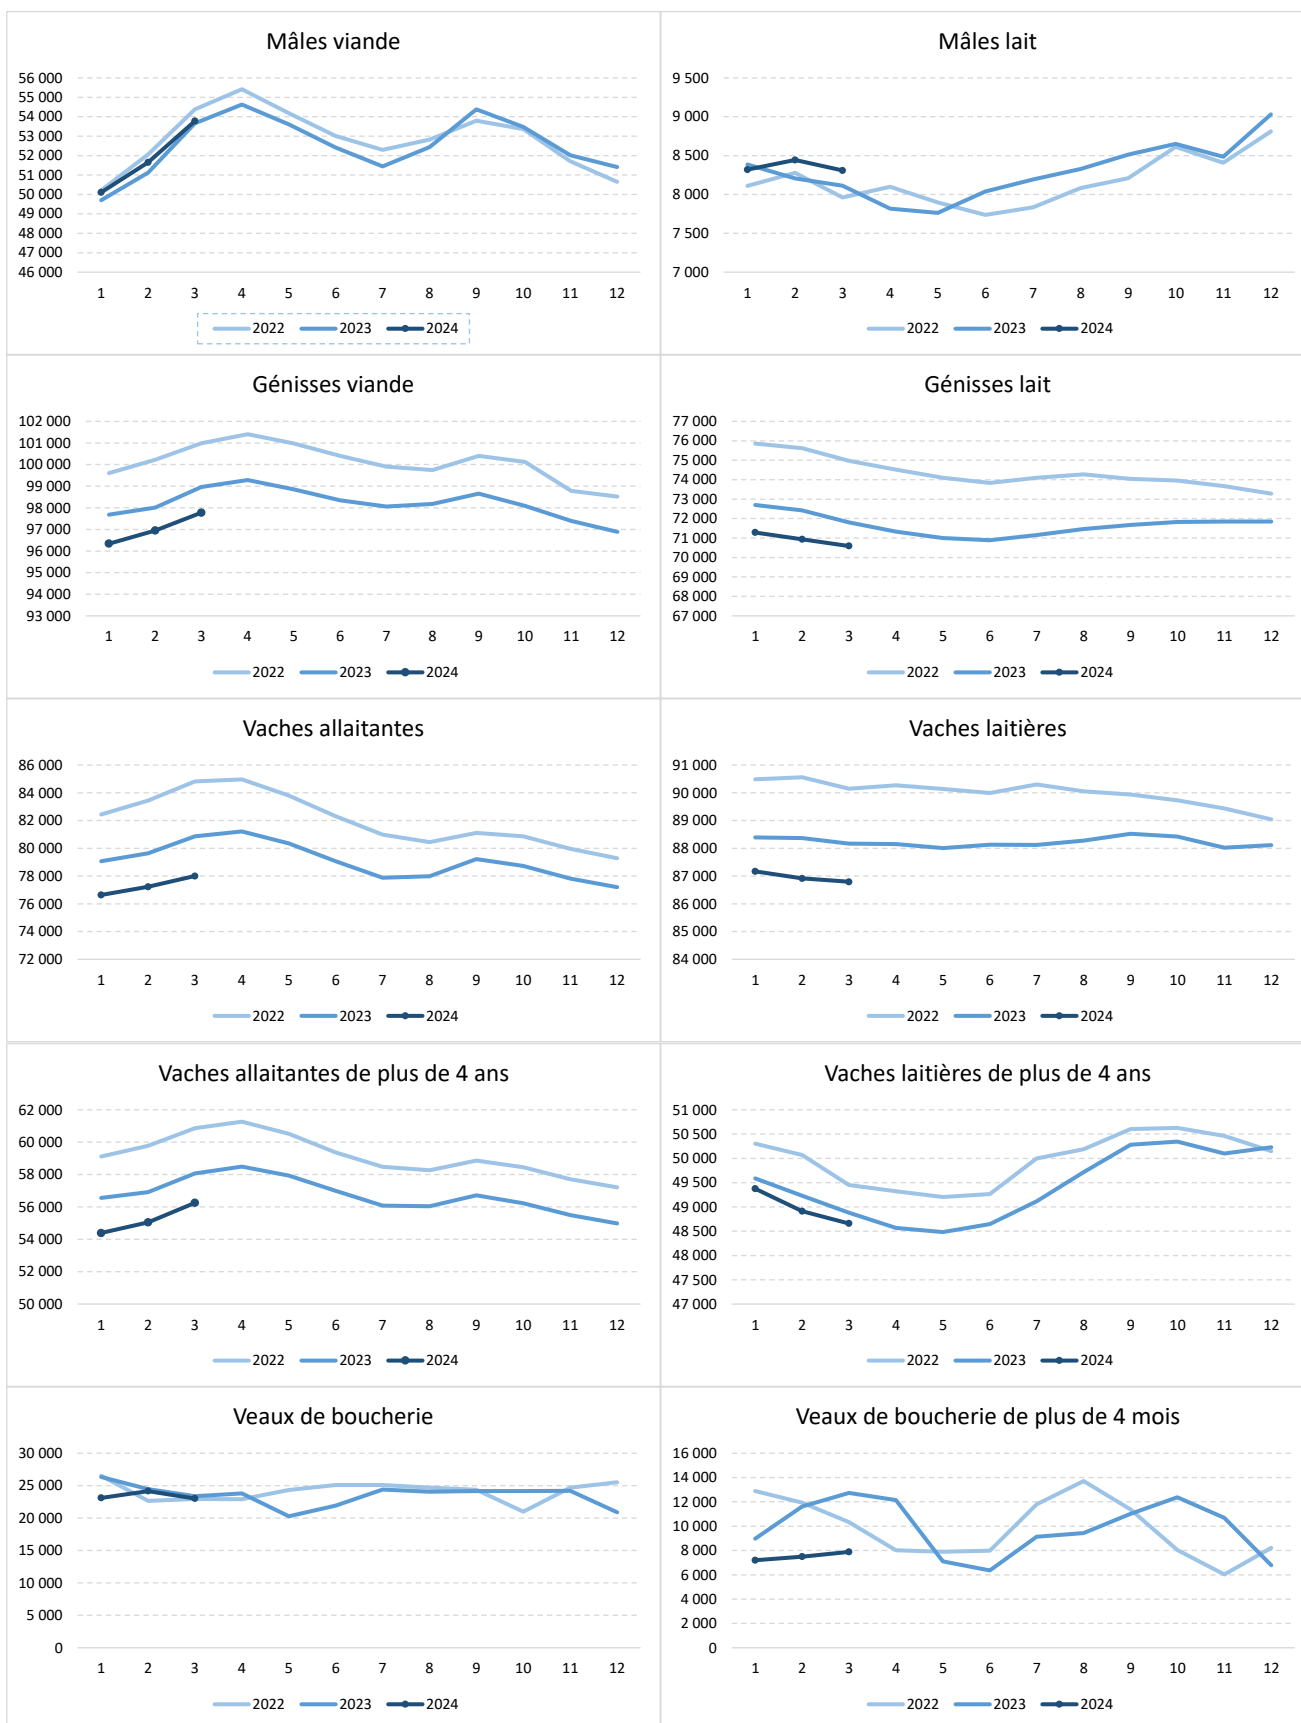 Mâles viande
56 000
55 000
54 000
53 000
52 000
51 000
50 000
49 000
48 000
47 000
46 000
1 2 3 4 5 6 7 8 9 10 11 12
2022 2023 2024
Mâles lait
9 500
9 000
8 500
8 000
7 500
7 000
1 2 3 4 5 6 7 8 9 10 11 12
2022 2023 2024
Génisses viande
102 000
101 000
100 000
99 000
98 000
97 000
96 000
95 000
94 000
93 000
1 2 3 4 5 6 7 8 9 10 11 12
2022 2023 2024
Génisses lait
77 000
76 000
75 000
74 000
73 000
72 000
71 000
70 000
69 000
68 000
67 000
1 2 3 4 5 6 7 8 9 10 11 12
2022 2023 2024
Vaches allaitantes
86 000
84 000
82 000
80 000
78 000
76 000
74 000
72 000
1 2 3 4 5 6 7 8 9 10 11 12
2022 2023 2024
Vaches laitières
91 000
90 000
89 000
88 000
87 000
86 000
85 000
84 000
1 2 3 4 5 6 7 8 9 10 11 12
2022 2023 2024
Vaches allaitantes de plus de 4 ans
62 000
60 000
58 000
56 000
54 000
52 000
50 000
1 2 3 4 5 6 7 8 9 10 11 12
2022 2023 2024
Vaches laitières de plus de 4 ans
51 000
50 500
50 000
49 500
49 000
48 500
48 000
47 500
47 000
1 2 3 4 5 6 7 8 9 10 11 12
2022 2023 2024
Veaux de boucherie
30 000
25 000
20 000
15 000
10 000
5 000
0
1 2 3 4 5 6 7 8 9 10 11 12
2022 2023 2024
Veaux de boucherie de plus de 4 mois
16 000
14 000
12 000
10 000
8 000
6 000
4 000
2 000
0
1 2 3 4 5 6 7 8 9 10 11 12
2022 2023 2024